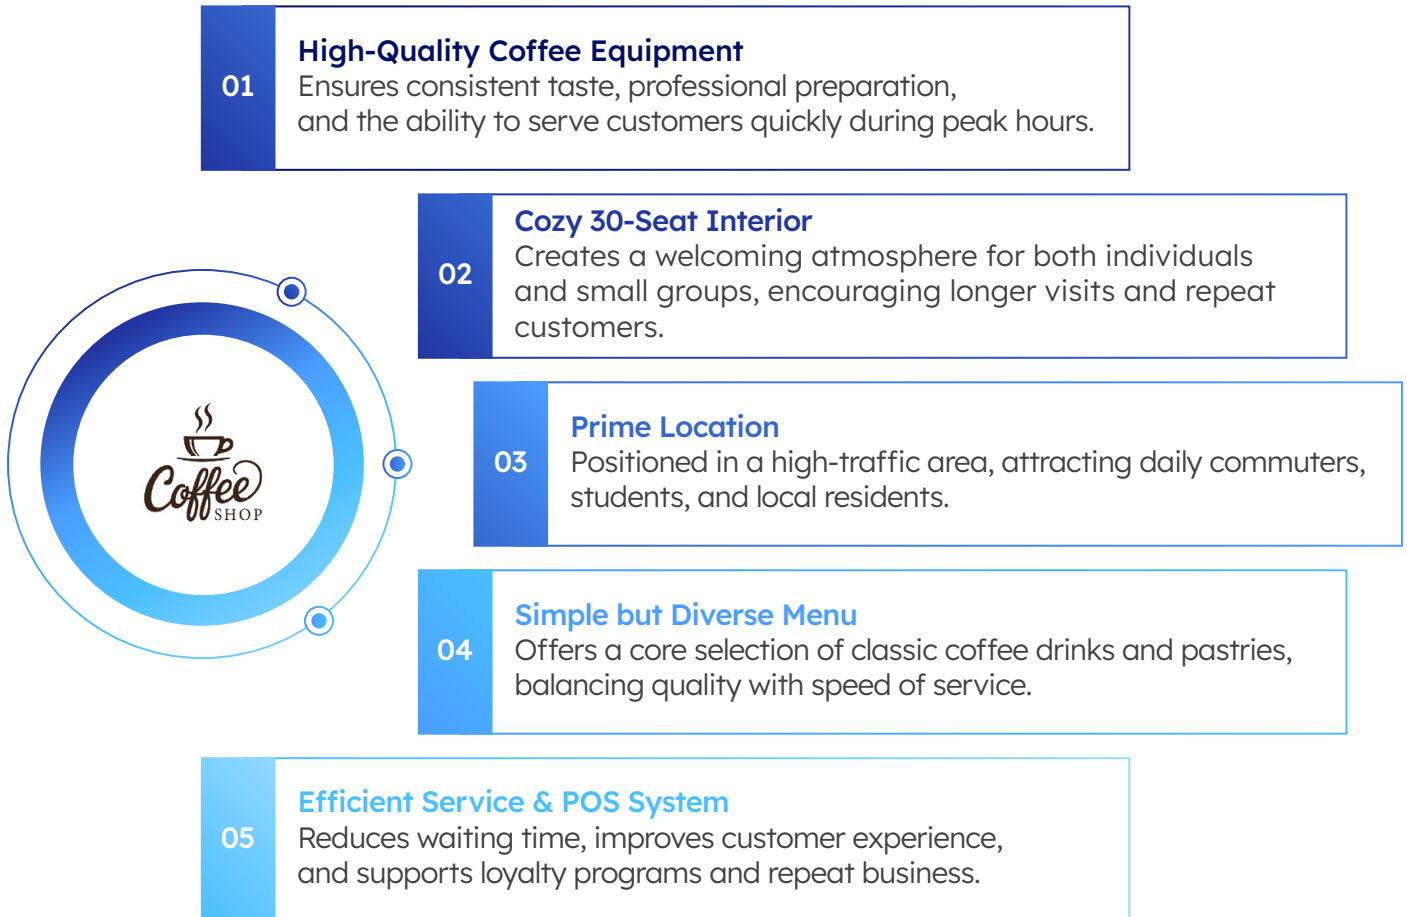 01
High-Quality Coffee Equipment
Ensures consistent taste, professional preparation,
and the ability to serve customers quickly during peak hours.
02
Cozy 30-Seat Interior
Creates a welcoming atmosphere for both individuals
and small groups, encouraging longer visits and repeat
customers.
Coffee
SHOP
03
Prime Location
Positioned in a high-traffic area, attracting daily commuters,
students, and local residents.
04
Simple but Diverse Menu
Offers a core selection of classic coffee drinks and pastries,
balancing quality with speed of service.
05
Efficient Service & POS System
Reduces waiting time, improves customer experience,
and supports loyalty programs and repeat business.